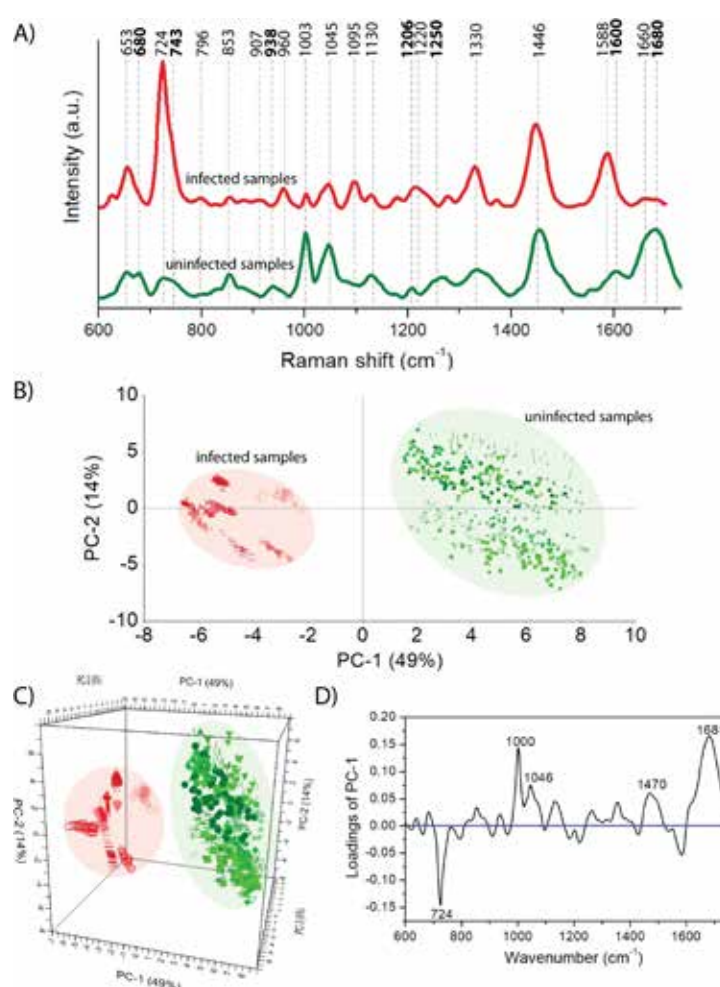 A)
653 680 724 743 796 853 907 938 960 1003 1045 1095 1130 1206 1220 1250 1330 1446 1588 1600 1660 1680
Intensity (a.u.)
infected samples
uninfected samples
600 800 1000 1200 1400 1600
Raman shift (cm⁻¹)
B)
10
5
0
-5
-10
PC-2 (14%)
infected samples
uninfected samples
-8 -6 -4 -2 0 2 4 6 8 10
PC-1 (49%)
C)
PC-1 (49%)
PC-2 (14%)
PC-2 (14%)
PC-1 (49%)
D)
0.20
0.15
0.10
0.05
0.00
-0.05
-0.10
-0.15
Loadings of PC-1
1000
1046
1470
168
724
600 800 1000 1200 1400 1600
Wavenumber (cm⁻¹)